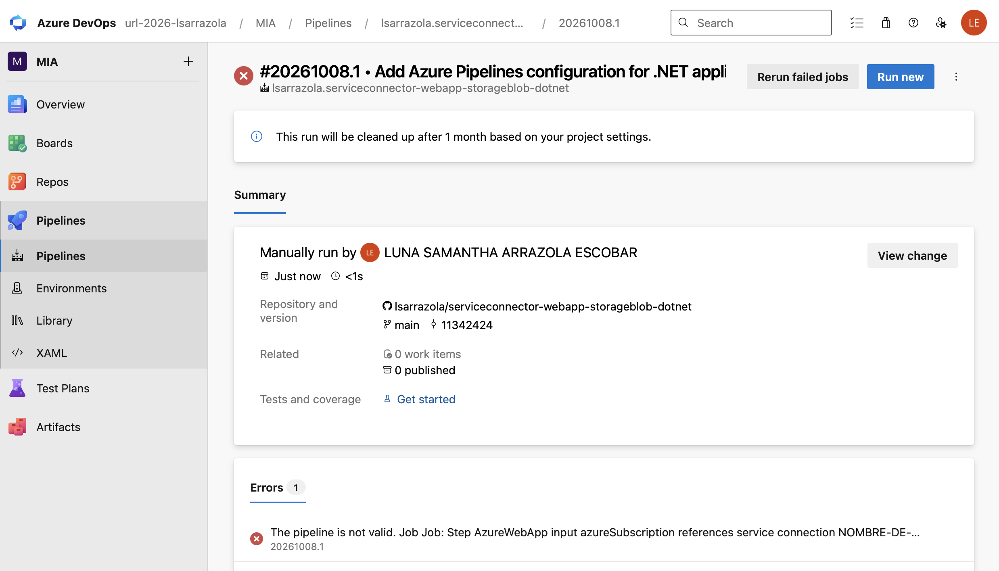 Azure DevOps url-2026-lsarrazola / MIA / Pipelines / lsarrazola.serviceconnect... / 20261008.1
Search
LE
M MIA
Overview
Boards
Repos
Pipelines
Pipelines
Environments
Library
XAML
Test Plans
Artifacts
#20261008.1 • Add Azure Pipelines configuration for .NET appli
lsarrazola.serviceconnector-webapp-storageblob-dotnet
Rerun failed jobs
Run new
This run will be cleaned up after 1 month based on your project settings.
Summary
Manually run by LE LUNA SAMANTHA ARRAZOLA ESCOBAR
View change
Just now <1s
Repository and version
lsarrazola/serviceconnector-webapp-storageblob-dotnet
main 11342424
Related
0 work items
0 published
Tests and coverage
Get started
Errors 1
The pipeline is not valid. Job Job: Step AzureWebApp input azureSubscription references service connection NOMBRE-DE-...
20261008.1